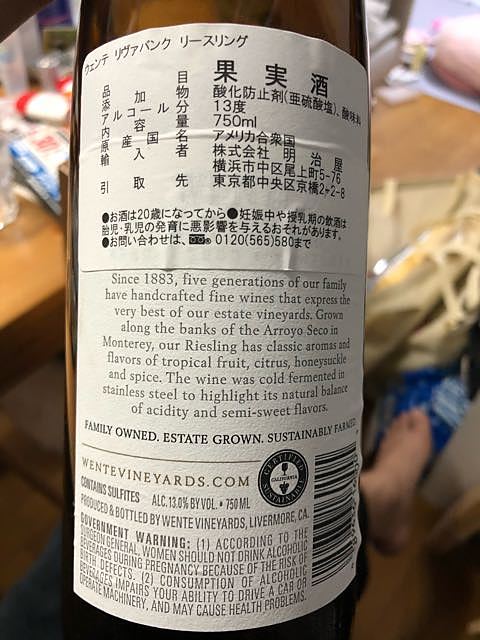 ウェンテ リヴァバンク リースリング
品目 果実酒
添加物 酸化防止剤(亜硫酸塩)、酸味料
アルコール分 13度
内容量 750ml
原産国名 アメリカ合衆国
輸入者 株式会社 明治屋
横浜市中区尾上町5-76
引取先 東京都中央区京橋2-2-8
●お酒は20歳になってから●妊娠中や授乳期の飲酒は
胎児・乳児の発育に悪影響を与えるおそれがあります。
●お問い合わせは、 0120(565)580まで
Since 1883, five generations of our family
have handcrafted fine wines that express the
very best of our estate vineyards. Grown
along the banks of the Arroyo Seco in
Monterey, our Riesling has classic aromas and
flavors of tropical fruit, citrus, honeysuckle
and spice. The wine was cold fermented in
stainless steel to highlight its natural balance
of acidity and semi-sweet flavors.
FAMILY OWNED. ESTATE GROWN. SUSTAINABLY FARMED.
WENTEVINEYARDS.COM
CERTIFIED CALIFORNIA SUSTAINABLE
CONTAINS SULFITES ALC. 13.0% BY VOL. • 750 ML
PRODUCED & BOTTLED BY WENTE VINEYARDS, LIVERMORE, CA.
GOVERNMENT WARNING: (1) ACCORDING TO THE
SURGEON GENERAL, WOMEN SHOULD NOT DRINK ALCOHOLIC
BEVERAGES DURING PREGNANCY BECAUSE OF THE RISK OF
BIRTH DEFECTS. (2) CONSUMPTION OF ALCOHOLIC
BEVERAGES IMPAIRS YOUR ABILITY TO DRIVE A CAR OR
OPERATE MACHINERY, AND MAY CAUSE HEALTH PROBLEMS.